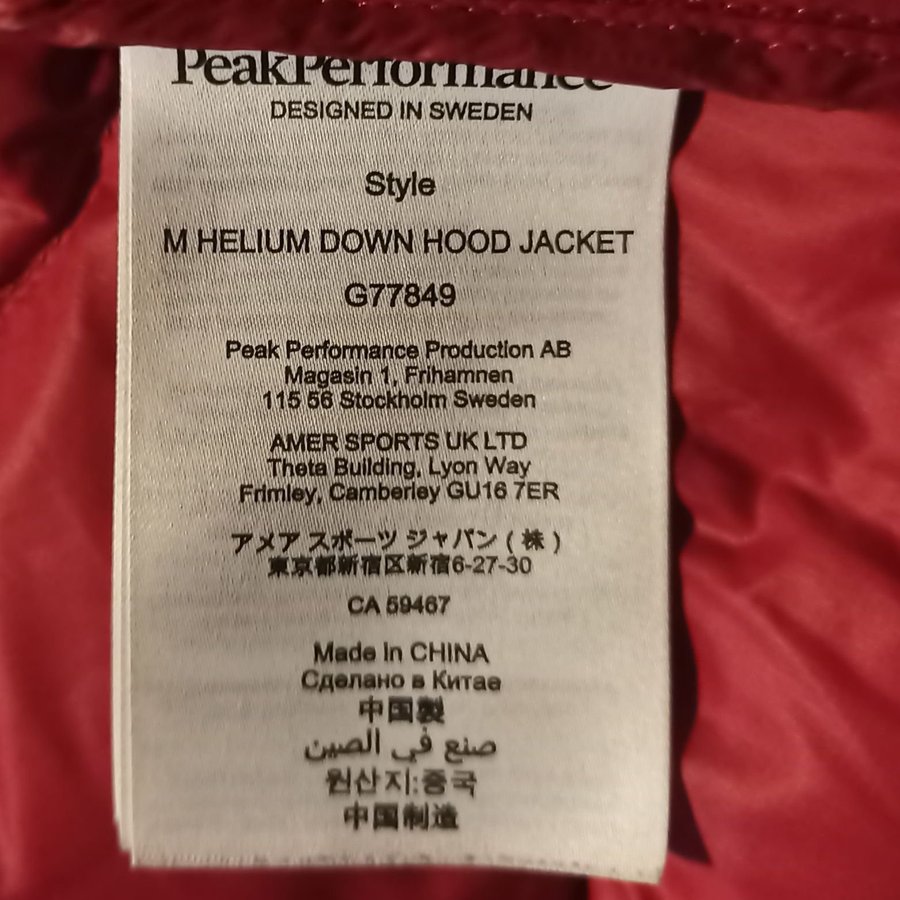 PeakPerformance
DESIGNED IN SWEDEN
Style
M HELIUM DOWN HOOD JACKET
G77849
Peak Performance Production AB
Magasin 1, Frihamnen
115 56 Stockholm Sweden
AMER SPORTS UK LTD
Theta Building, Lyon Way
Frimley, Camberley GU16 7ER
アメア スポーツ ジャパン ( 株 )
東京都新宿区新宿6-27-30
CA 59467
Made in CHINA
Сделано в Китае
中国製
صنع في الصين
원산지:중국
中国制造